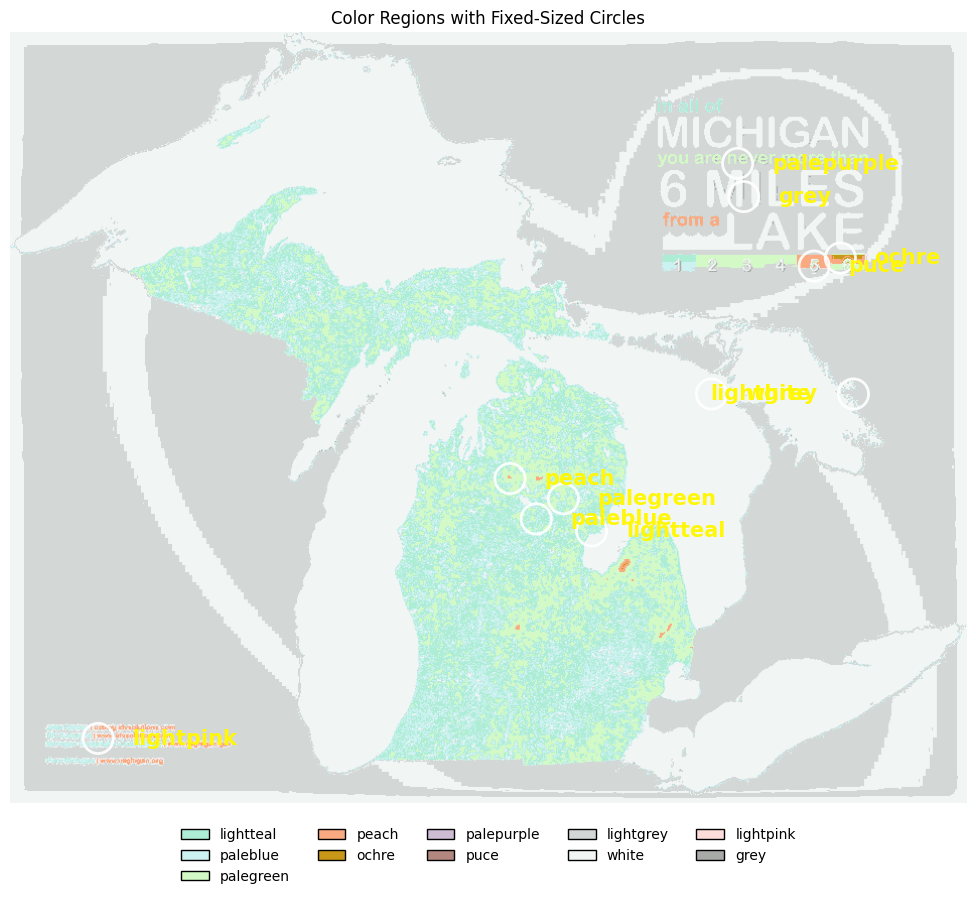 Color Regions with Fixed-Sized Circles
in all of
MICHIGAN
you are never more than
palepurple
6 MILES
grey
from a
LAKE
ochre
1 2 3 4 5 6
puce
lightgrey
white
peach
palegreen
paleblue
lightteal
lightpink
lightteal peach palepurple lightgrey lightpink
paleblue ochre puce white grey
palegreen